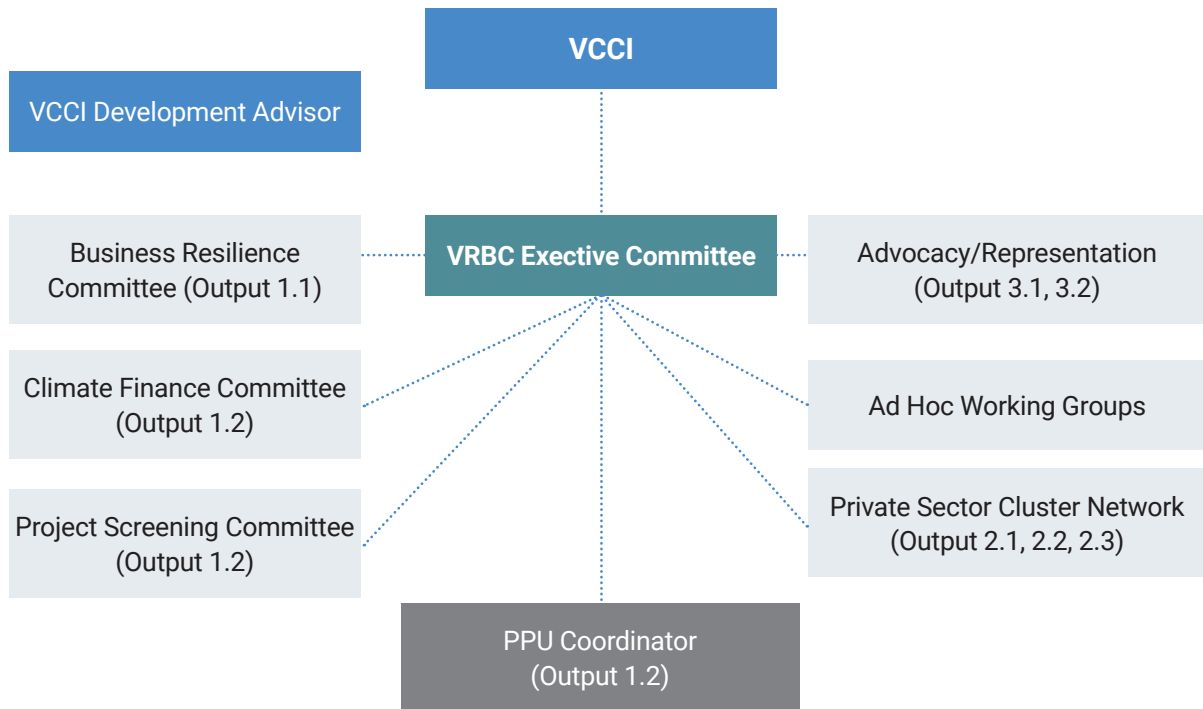 VCCI
VCCI Development Advisor
Business Resilience
Committee (Output 1.1)
VRBC Exective Committee
Advocacy/Representation
(Output 3.1, 3.2)
Climate Finance Committee
(Output 1.2)
Ad Hoc Working Groups
Project Screening Committee
(Output 1.2)
Private Sector Cluster Network
(Output 2.1, 2.2, 2.3)
PPU Coordinator
(Output 1.2)